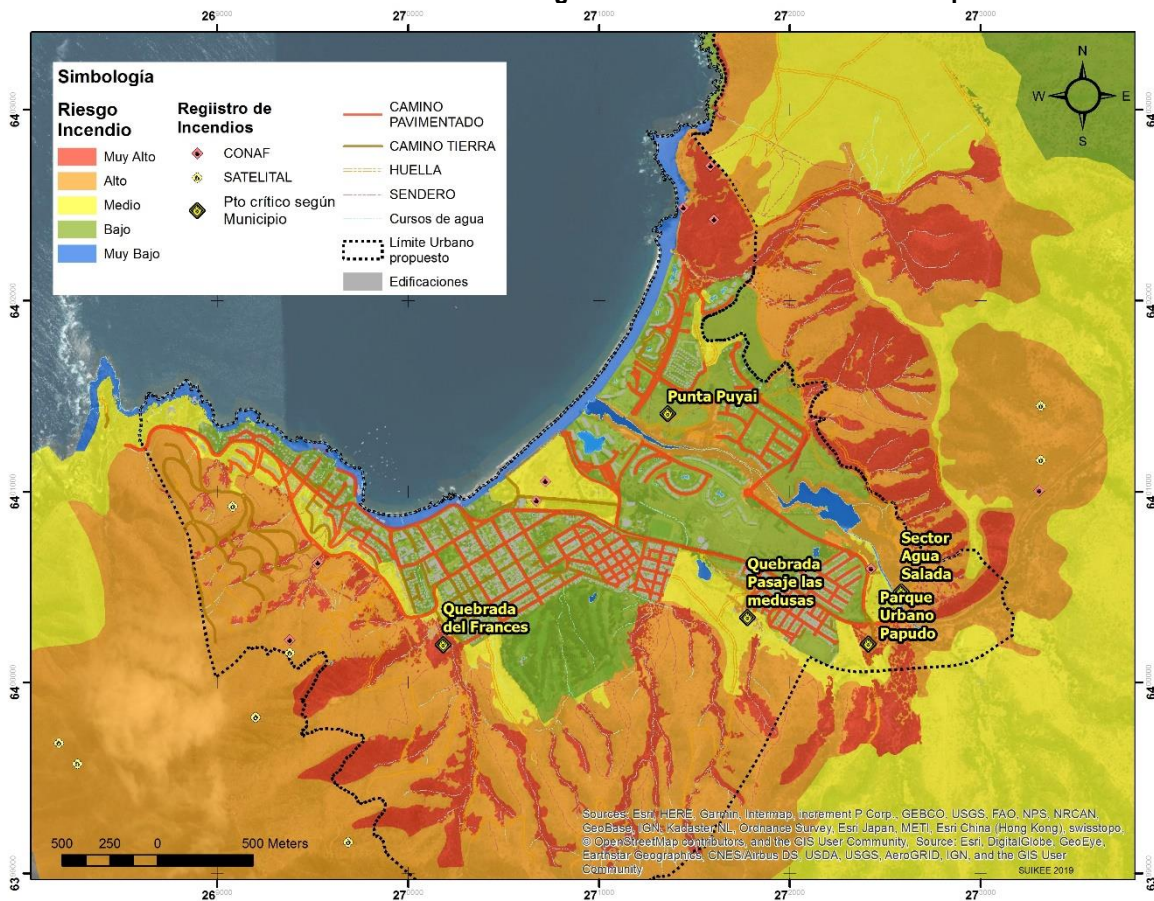 269000
270000
271000
272000
273000
Simbología
Riesgo
Incendio
Muy Alto
Alto
Medio
Bajo
Muy Bajo
Registro de
Incendios
CONAF
SATELITAL
Pto crítico según
Municipio
CAMINO
PAVIMENTADO
CAMINO TIERRA
HUELLA
SENDERO
Cursos de agua
Límite Urbano
propuesto
Edificaciones
N
W
E
S
Punta Puyai
Sector
Agua
Salada
Quebrada
Pasaje las
medusas
Parque
Urbano
Papudo
Quebrada
del Frances
500
250
0
500 Meters
Sources: Esri, HERE, Garmin, Intermap, increment P Corp., GEBCO, USGS, FAO, NPS, NRCAN,
GeoBase, IGN, Kadaster NL, Ordnance Survey, Esri Japan, METI, Esri China (Hong Kong), swisstopo,
© OpenStreetMap contributors, and the GIS User Community, Source: Esri, DigitalGlobe, GeoEye,
Earthstar Geographics, CNES/Airbus DS, USDA, USGS, AeroGRID, IGN, and the GIS User
Community
SUIKEE 2019